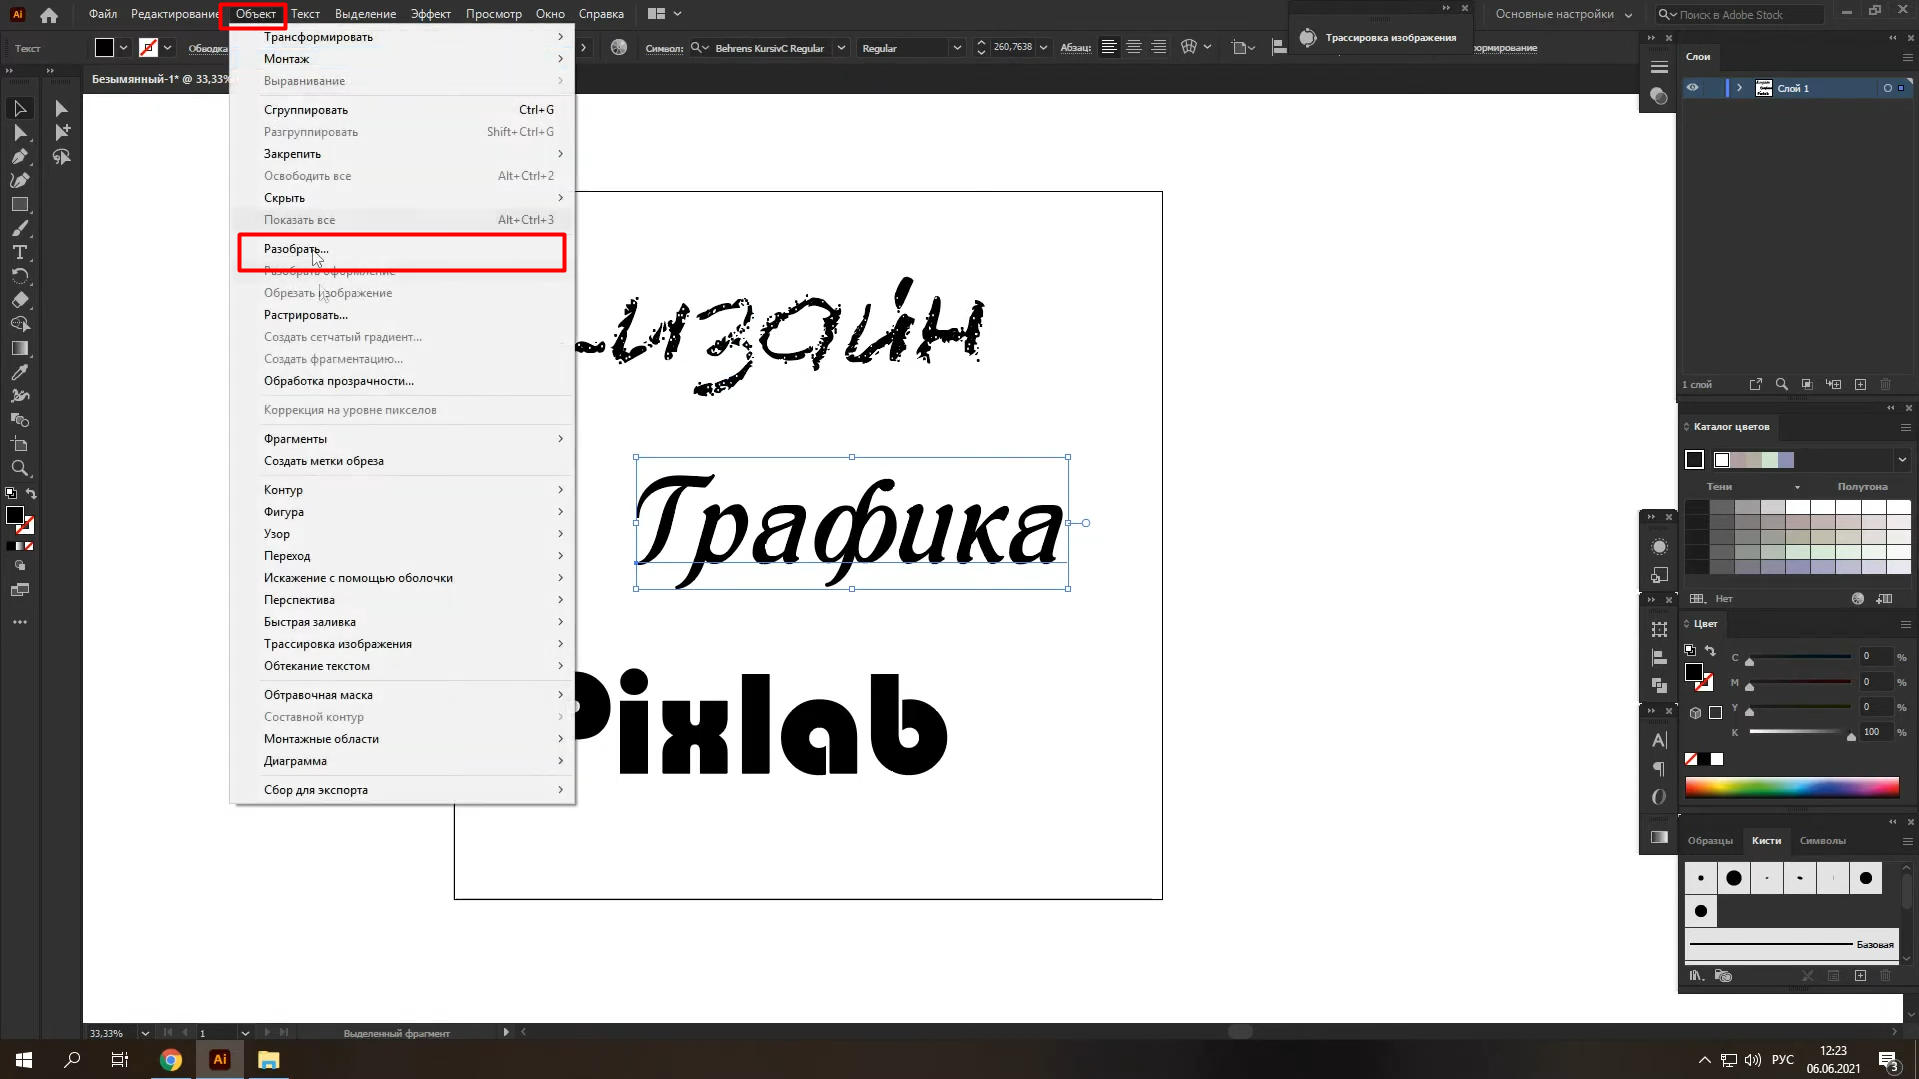 Файл Редактирование Объект Текст Выделение Эффект Просмотр Окно Справка
Основные настройки
Поиск в Adobe Stock
Текст
Обводка
Символ:
Behrens KursivC Regular
Regular
260,7638
Абзац:
Трассировка изображения
Безымянный-1* @ 33,33%
Трансформировать
Монтаж
Выравнивание
Сгруппировать Ctrl+G
Разгруппировать Shift+Ctrl+G
Закрепить
Освободить все Alt+Ctrl+2
Скрыть
Показать все Alt+Ctrl+3
Разобрать...
Разобрать оформление
Обрезать изображение
Растрировать...
Создать сетчатый градиент...
Создать фрагментацию...
Обработка прозрачности...
Коррекция на уровне пикселов
Фрагменты
Создать метки обреза
Контур
Фигура
Узор
Переход
Искажение с помощью оболочки
Перспектива
Быстрая заливка
Трассировка изображения
Обтекание текстом
Обтравочная маска
Составной контур
Монтажные области
Диаграмма
Сбор для экспорта
изайн
Графика
Pixlab
Слои
Слой 1
1 слой
Каталог цветов
Тени Полутона
Нет
Цвет
C 0 %
M 0 %
Y 0 %
K 100 %
Образцы Кисти Символы
Базовая
33,33% 1 Выделенный фрагмент
Ai
РУС
12:23
06.06.2021
3